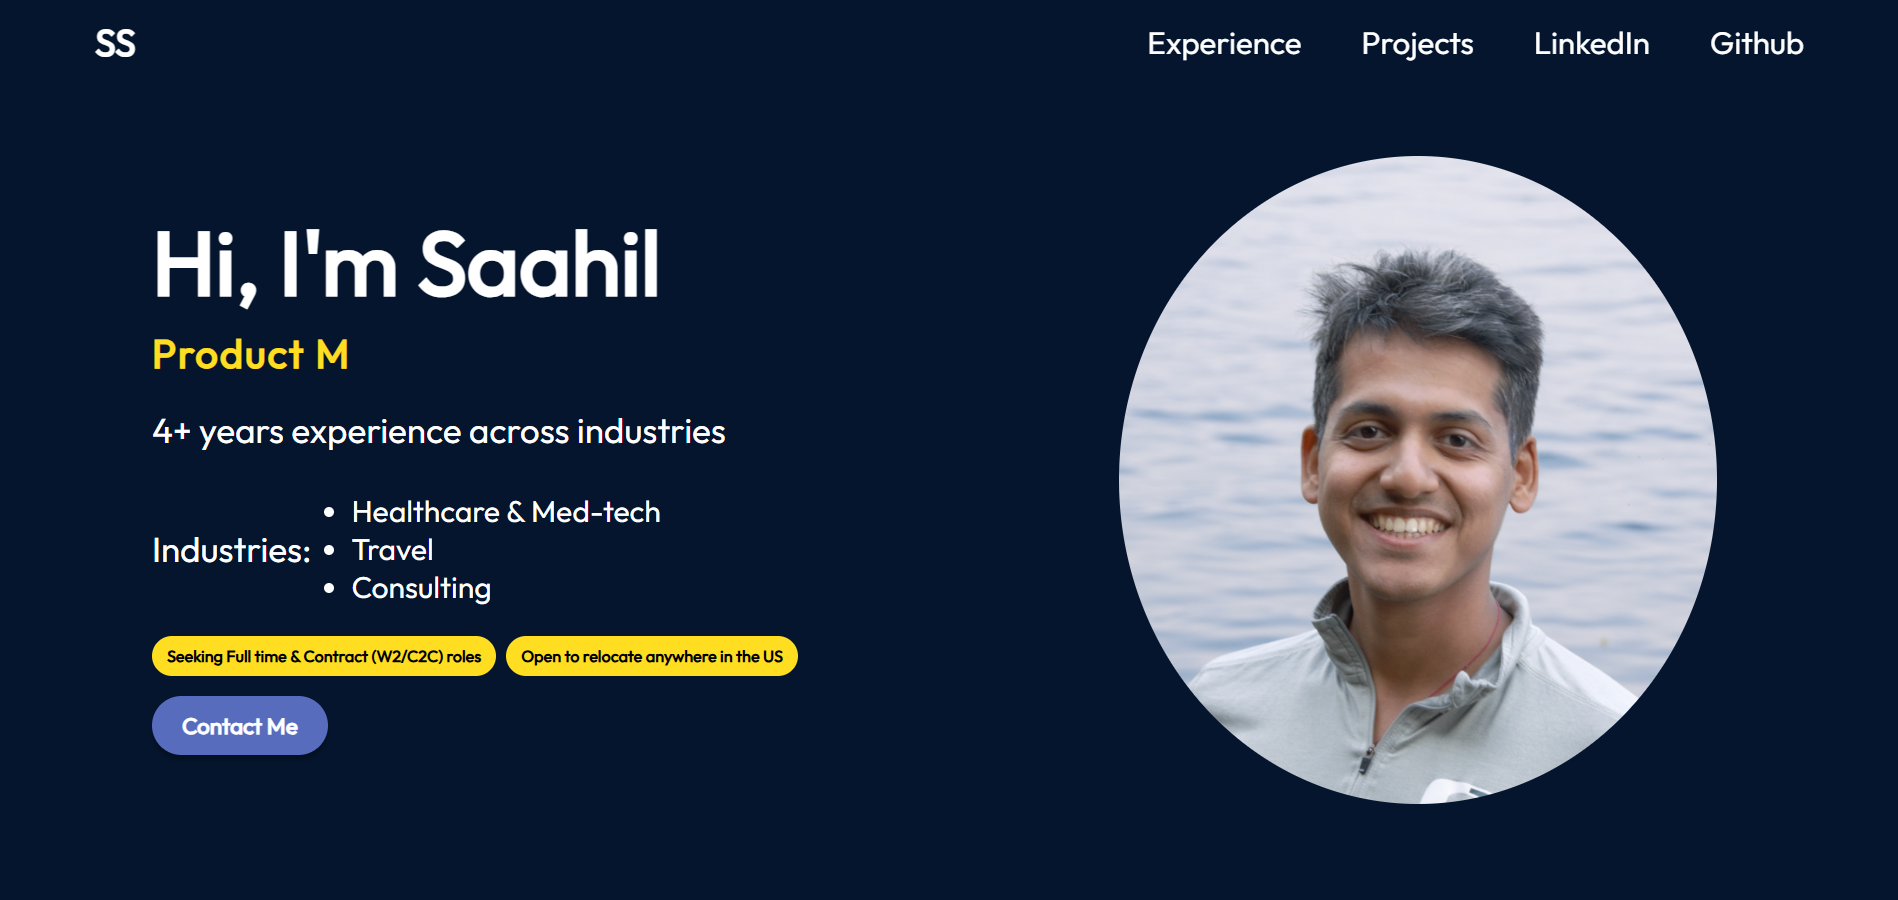 SS
Experience Projects LinkedIn Github
Hi, I'm Saahil
Product M
4+ years experience across industries
Industries:
Healthcare & Med-tech
Travel
Consulting
Seeking Full time & Contract (W2/C2C) roles
Open to relocate anywhere in the US
Contact Me